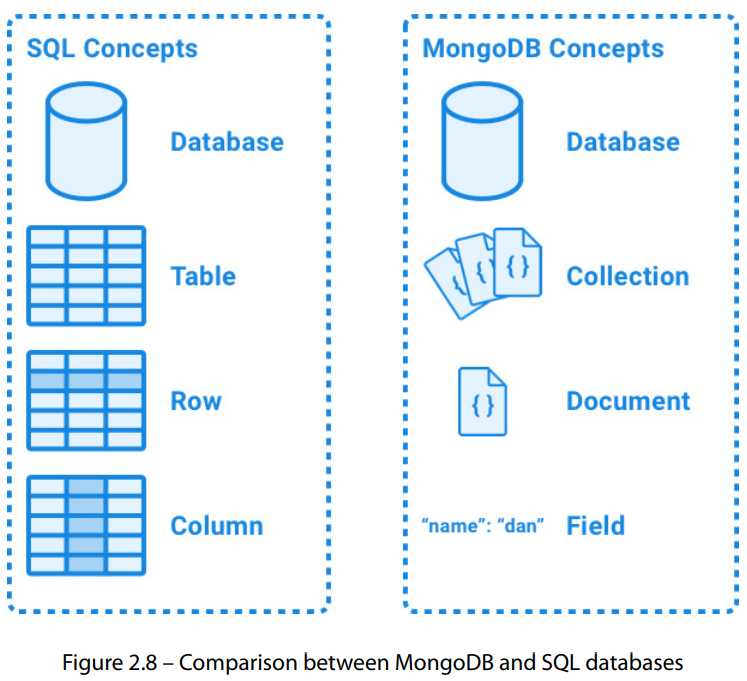 SQL Concepts
Database
Table
Row
Column
MongoDB Concepts
Database
{ }
{ }
{ }
Collection
{ }
Document
“name”: “dan” Field
Figure 2.8 – Comparison between MongoDB and SQL databases